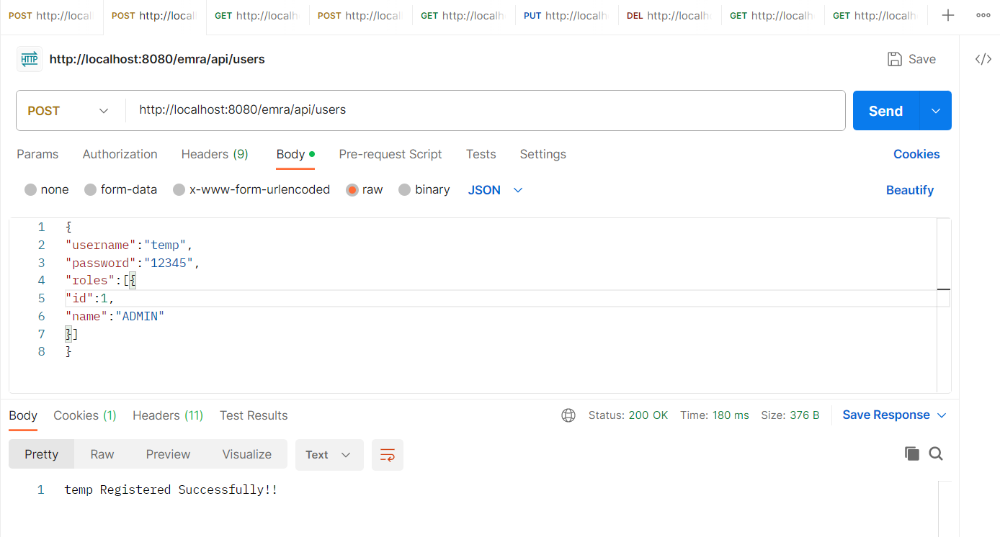 POST http://local POST http://local GET http://localh POST http://local GET http://localh PUT http://localh DEL http://localh GET http://localh GET http://localh
HTTP http://localhost:8080/emra/api/users Save </>
POST http://localhost:8080/emra/api/users Send
Params Authorization Headers (9) Body Pre-request Script Tests Settings Cookies
none form-data x-www-form-urlencoded raw binary JSON Beautify
1 {
2 "username":"temp",
3 "password":"12345",
4 "roles":[{
5 "id":1,
6 "name":"ADMIN"
7 }]
8 }
Body Cookies (1) Headers (11) Test Results Status: 200 OK Time: 180 ms Size: 376 B Save Response
Pretty Raw Preview Visualize Text
1 temp Registered Successfully!!